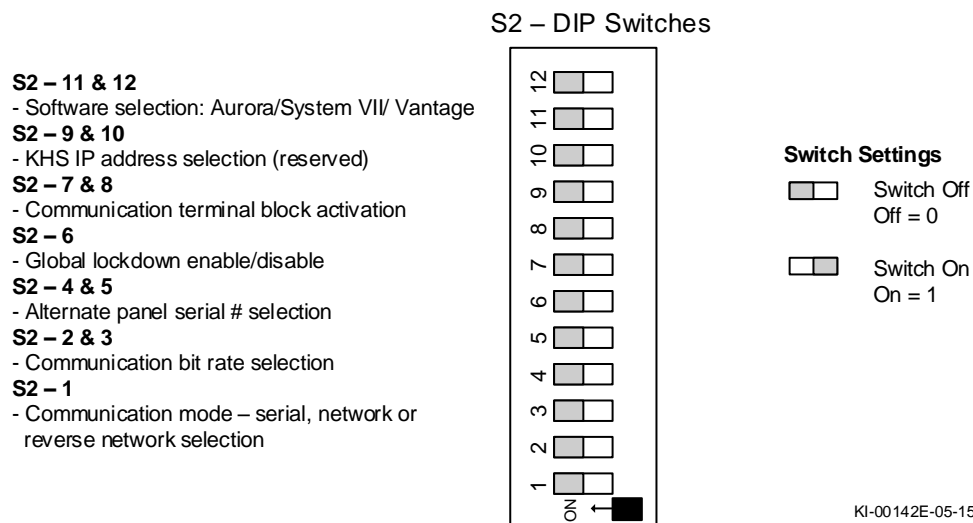 S2 – DIP Switches
S2 – 11 & 12
- Software selection: Aurora/System VII/ Vantage
S2 – 9 & 10
- KHS IP address selection (reserved)
S2 – 7 & 8
- Communication terminal block activation
S2 – 6
- Global lockdown enable/disable
S2 – 4 & 5
- Alternate panel serial # selection
S2 – 2 & 3
- Communication bit rate selection
S2 – 1
- Communication mode – serial, network or
reverse network selection
12
11
10
9
8
7
6
5
4
3
2
1
ON
Switch Settings
Switch Off
Off = 0
Switch On
On = 1
KI-00142E-05-15